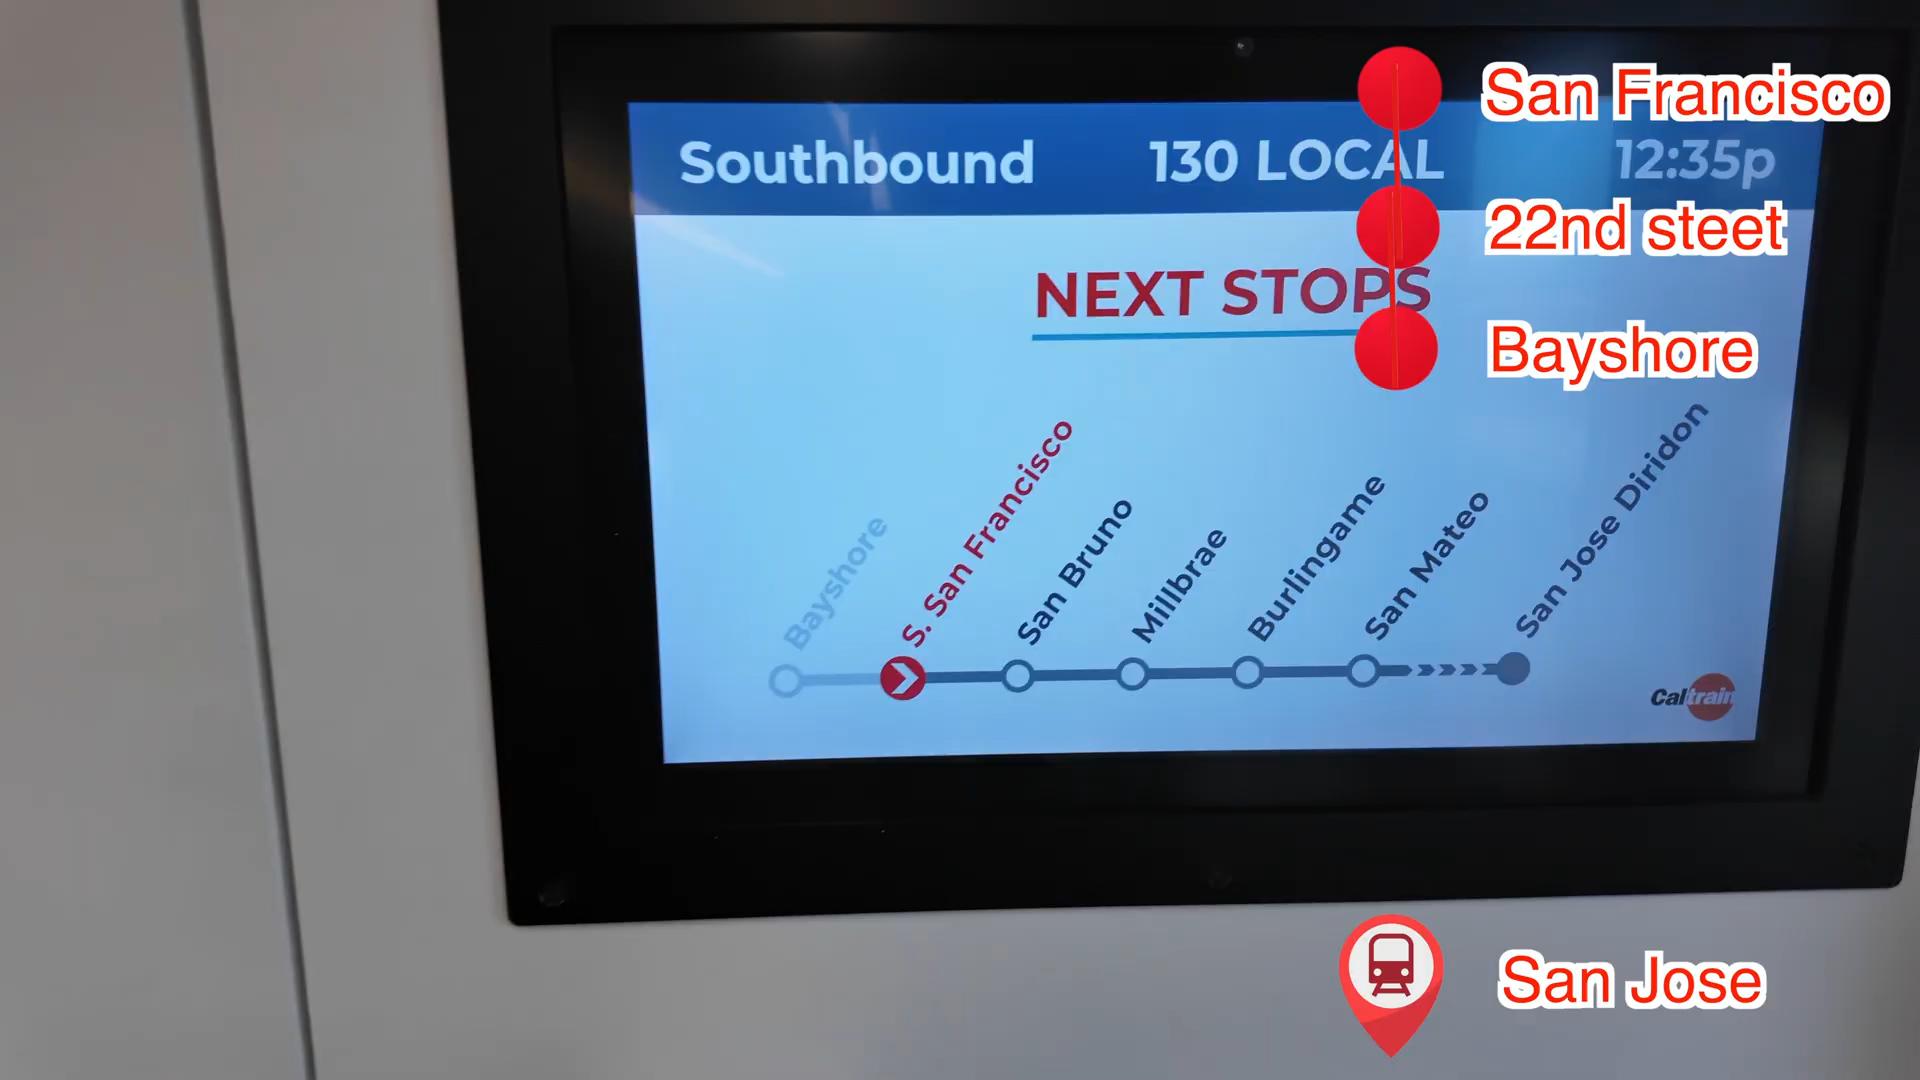 San Francisco
Southbound 130 LOCAL 12:35p
22nd steet
NEXT STOPS
Bayshore
Bayshore
S. San Francisco
San Bruno
Millbrae
Burlingame
San Mateo
San Jose Diridon
Caltrain
San Jose